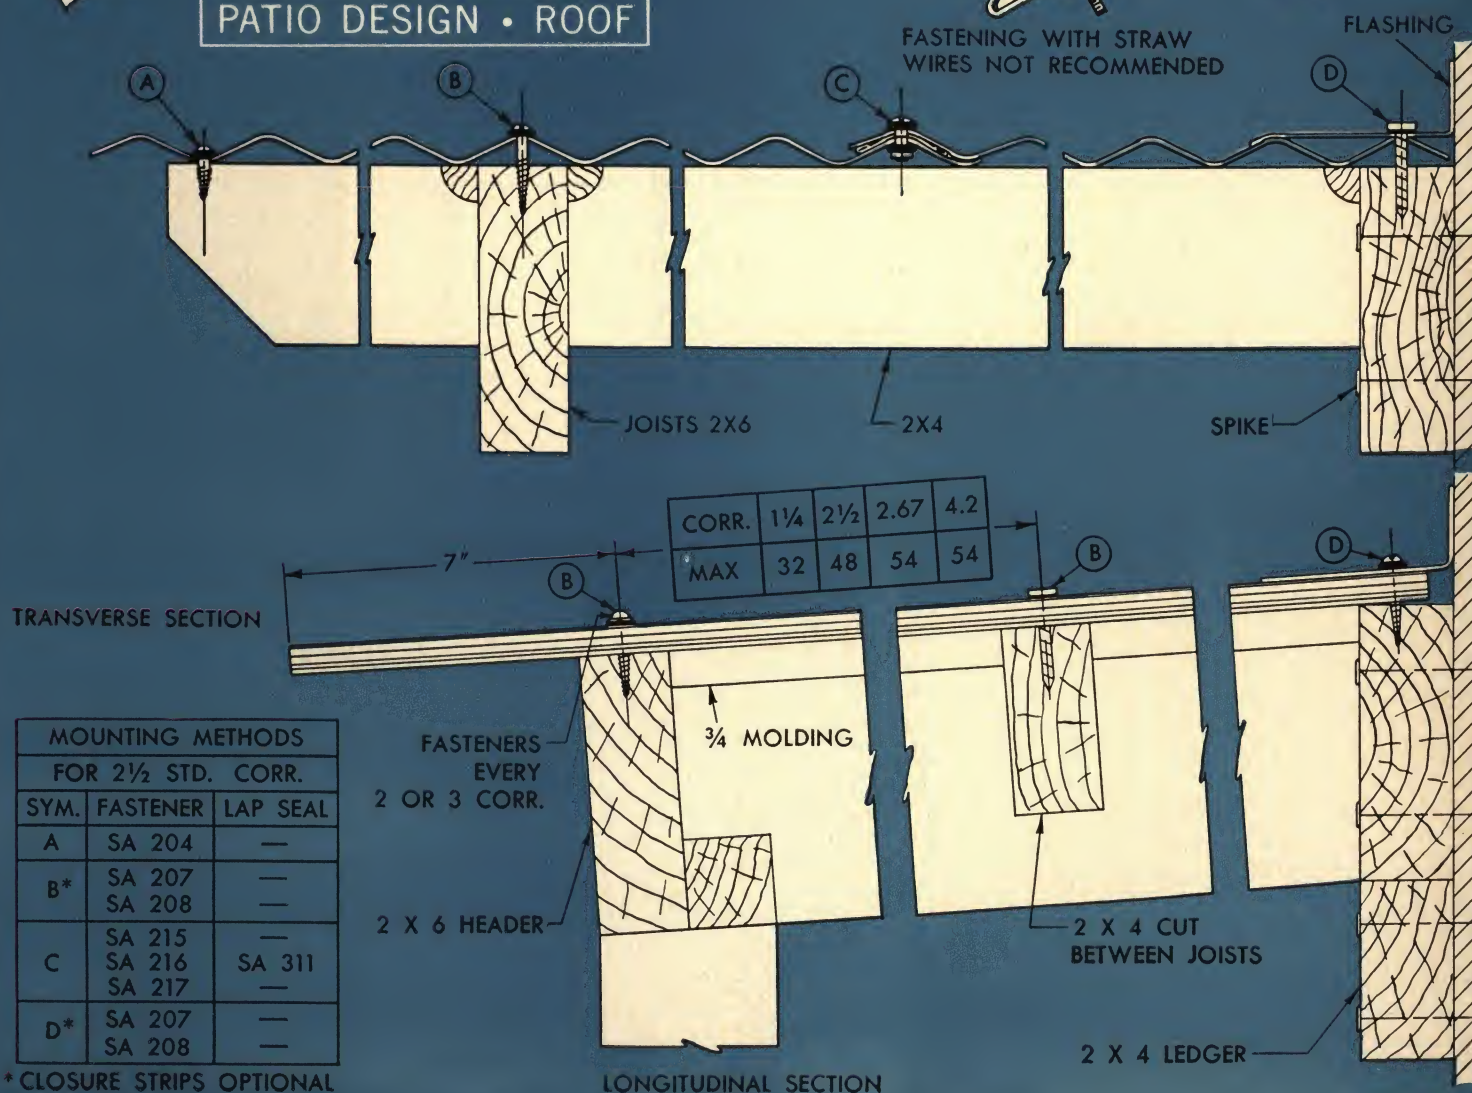 PATIO DESIGN • ROOF
FASTENING WITH STRAW
WIRES NOT RECOMMENDED
FLASHING
A
B
C
D
JOISTS 2X6
2X4
SPIKE
CORR. 1¼ 2½ 2.67 4.2
MAX 32 48 54 54
7"
B
B
D
TRANSVERSE SECTION
¾ MOLDING
FASTENERS
EVERY
2 OR 3 CORR.
2 X 6 HEADER
2 X 4 CUT
BETWEEN JOISTS
2 X 4 LEDGER
MOUNTING METHODS
FOR 2½ STD. CORR.
SYM. FASTENER LAP SEAL
A SA 204 —
B* SA 207 —
SA 208 —
C SA 215 —
SA 216 SA 311
SA 217 —
D* SA 207 —
SA 208 —
*CLOSURE STRIPS OPTIONAL
LONGITUDINAL SECTION